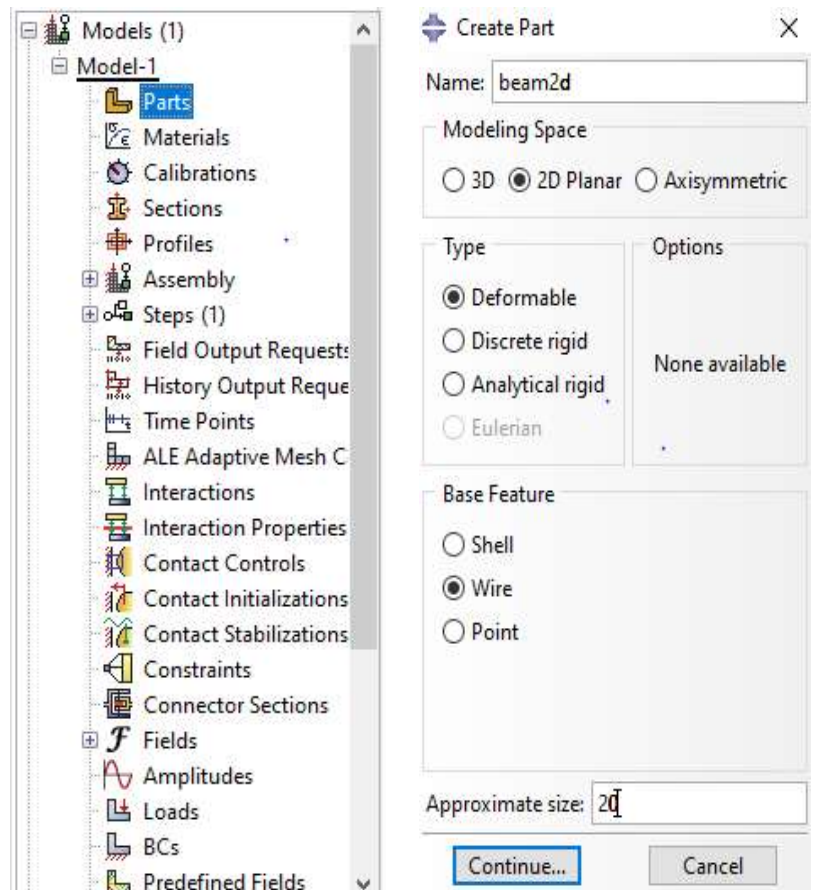 Models (1)
Model-1
Parts
Materials
Calibrations
Sections
Profiles
Assembly
Steps (1)
Field Output Requests
History Output Reque
Time Points
ALE Adaptive Mesh C
Interactions
Interaction Properties
Contact Controls
Contact Initializations
Contact Stabilizations
Constraints
Connector Sections
Fields
Amplitudes
Loads
BCs
Predefined Fields
Create Part
Name: beam2d
Modeling Space
3D 2D Planar Axisymmetric
Type Options
Deformable
Discrete rigid
None available
Analytical rigid
Eulerian
Base Feature
Shell
Wire
Point
Approximate size: 20
Continue... Cancel